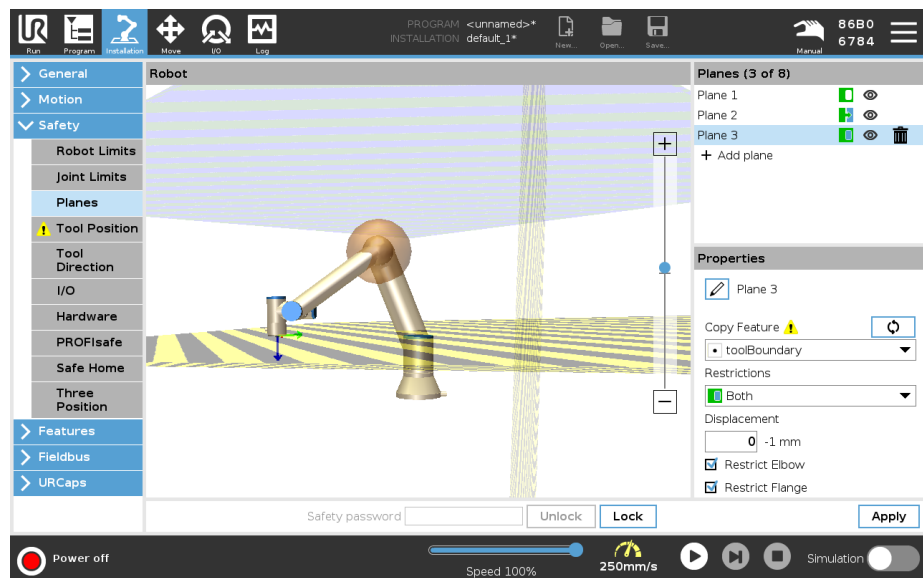 PROGRAM <unnamed>*
INSTALLATION default_1*
Run
Program
Installation
Move
I/O
Log
New...
Open...
Save...
Manual
86B0
6784
General
Motion
Safety
Robot Limits
Joint Limits
Planes
Tool Position
Tool
Direction
I/O
Hardware
PROFIsafe
Safe Home
Three
Position
Features
Fieldbus
URCaps
Robot
Planes (3 of 8)
Plane 1
Plane 2
Plane 3
+ Add plane
Properties
Plane 3
Copy Feature
toolBoundary
Restrictions
Both
Displacement
0 -1 mm
Restrict Elbow
Restrict Flange
Safety password
Unlock
Lock
Apply
Power off
Speed 100%
250mm/s
Simulation